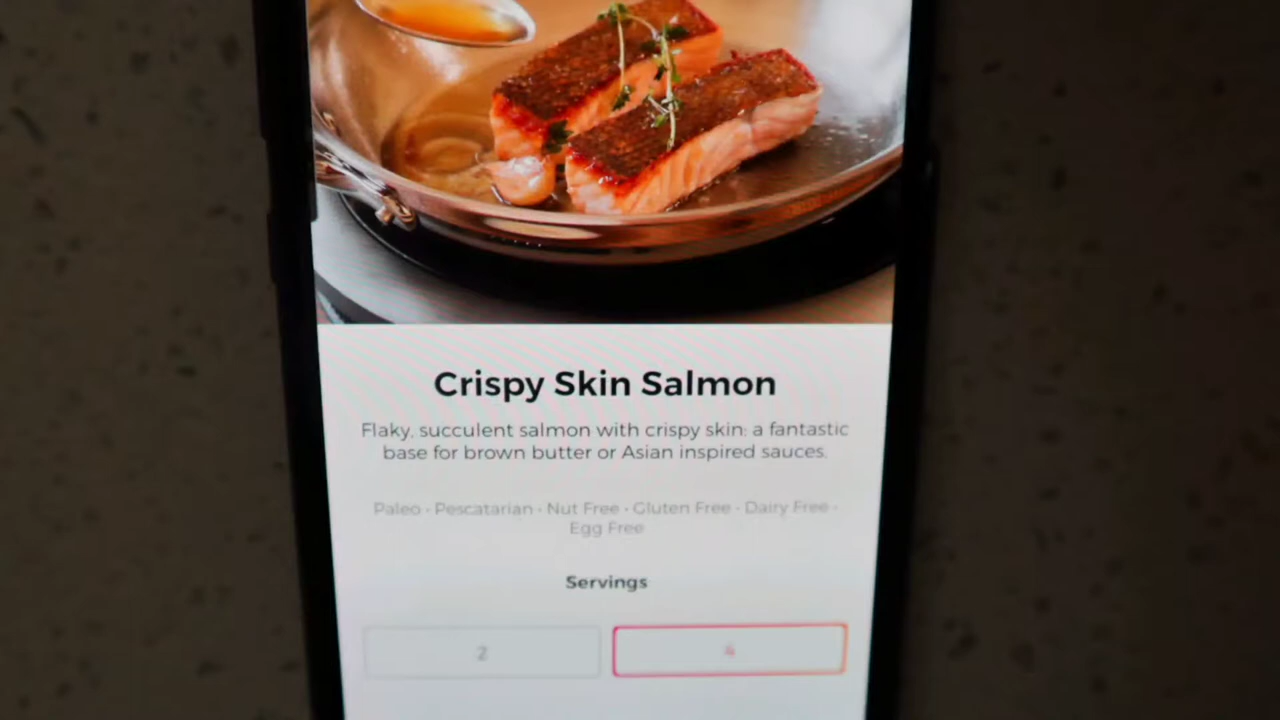 Crispy Skin Salmon
Flaky, succulent salmon with crispy skin: a fantastic
base for brown butter or Asian inspired sauces.
Paleo · Pescatarian · Nut Free · Gluten Free · Dairy Free ·
Egg Free
Servings
2 4